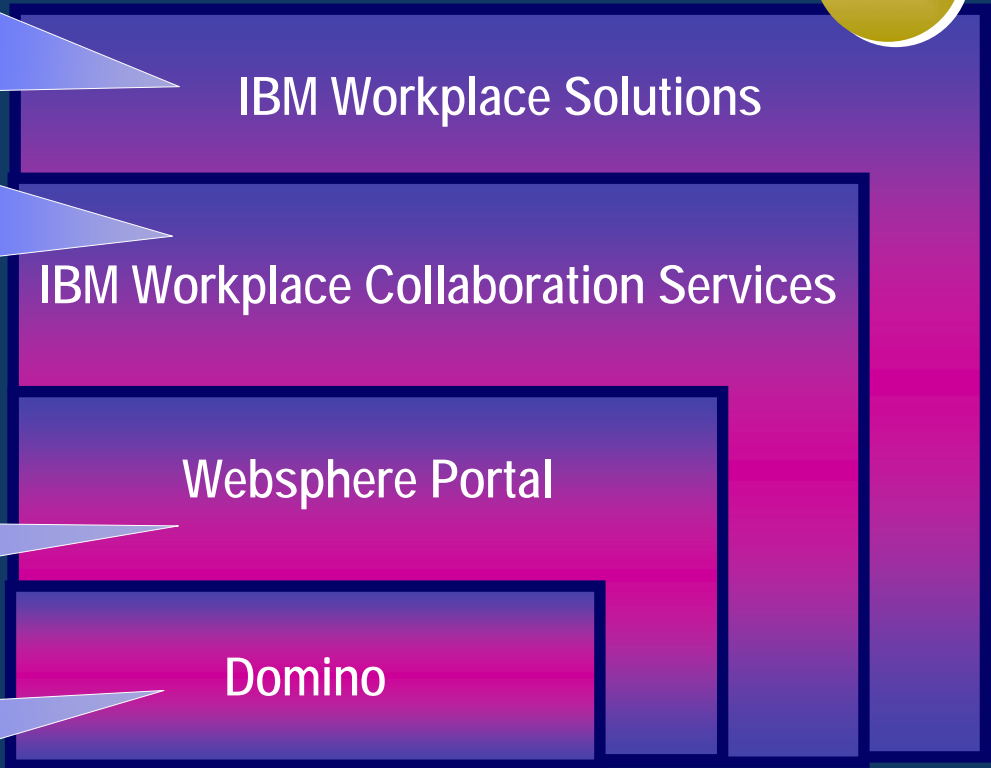 IBM Workplace Solutions
IBM Workplace Collaboration Services
Websphere Portal
Domino